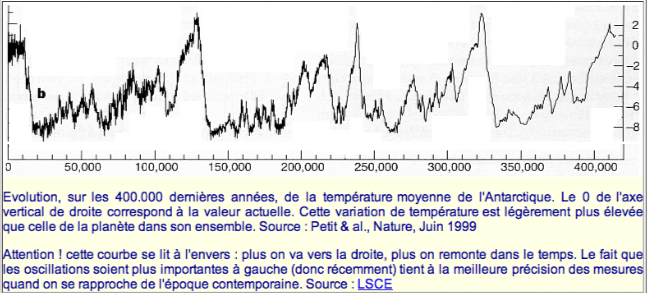 2
0
-2
-4
-6
-8
b
0 50,000 100,000 150,000 200,000 250,000 300,000 350,000 400,000
Evolution, sur les 400.000 dernières années, de la température moyenne de l'Antarctique. Le 0 de l'axe
vertical de droite correspond à la valeur actuelle. Cette variation de température est légèrement plus élevée
que celle de la planète dans son ensemble. Source : Petit & al., Nature, Juin 1999
Attention ! cette courbe se lit à l'envers : plus on va vers la droite, plus on remonte dans le temps. Le fait que
les oscillations soient plus importantes à gauche (donc récemment) tient à la meilleure précision des mesures
quand on se rapproche de l'époque contemporaine. Source : LSCE